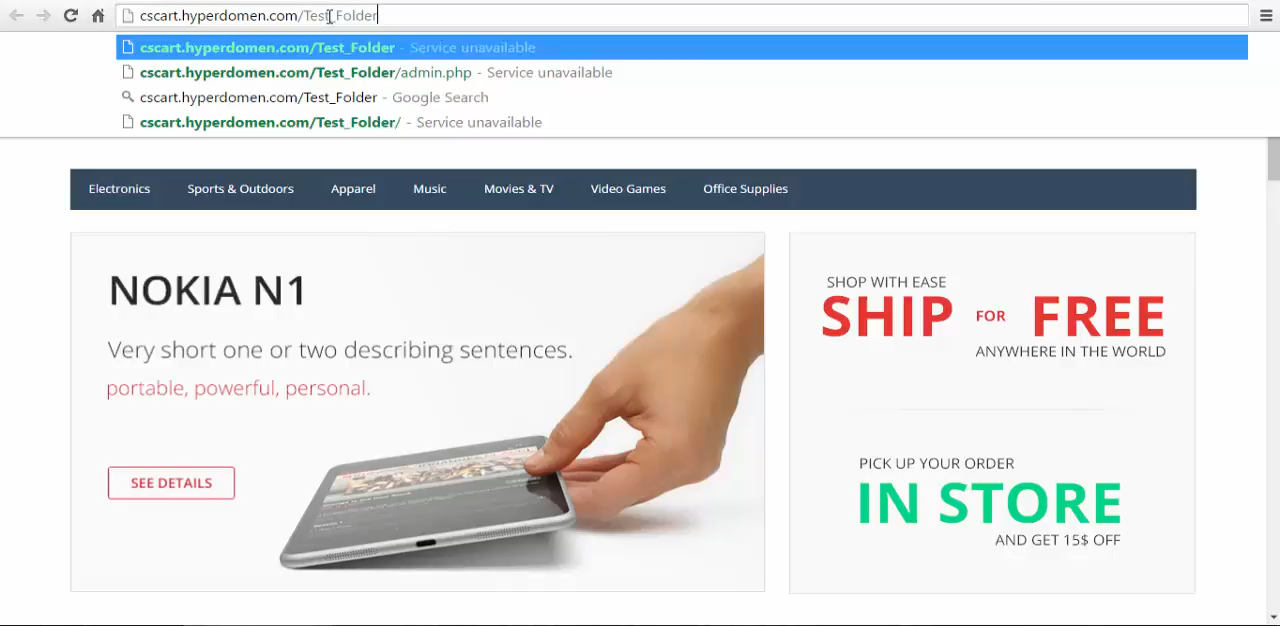 cscart.hyperdomen.com/Test_Folder
cscart.hyperdomen.com/Test_Folder - Service unavailable
cscart.hyperdomen.com/Test_Folder/admin.php - Service unavailable
cscart.hyperdomen.com/Test_Folder - Google Search
cscart.hyperdomen.com/Test_Folder/ - Service unavailable
Electronics Sports & Outdoors Apparel Music Movies & TV Video Games Office Supplies
NOKIA N1
Very short one or two describing sentences.
portable, powerful, personal.
SEE DETAILS
SHOP WITH EASE
SHIP FOR FREE
ANYWHERE IN THE WORLD
PICK UP YOUR ORDER
IN STORE
AND GET 15$ OFF